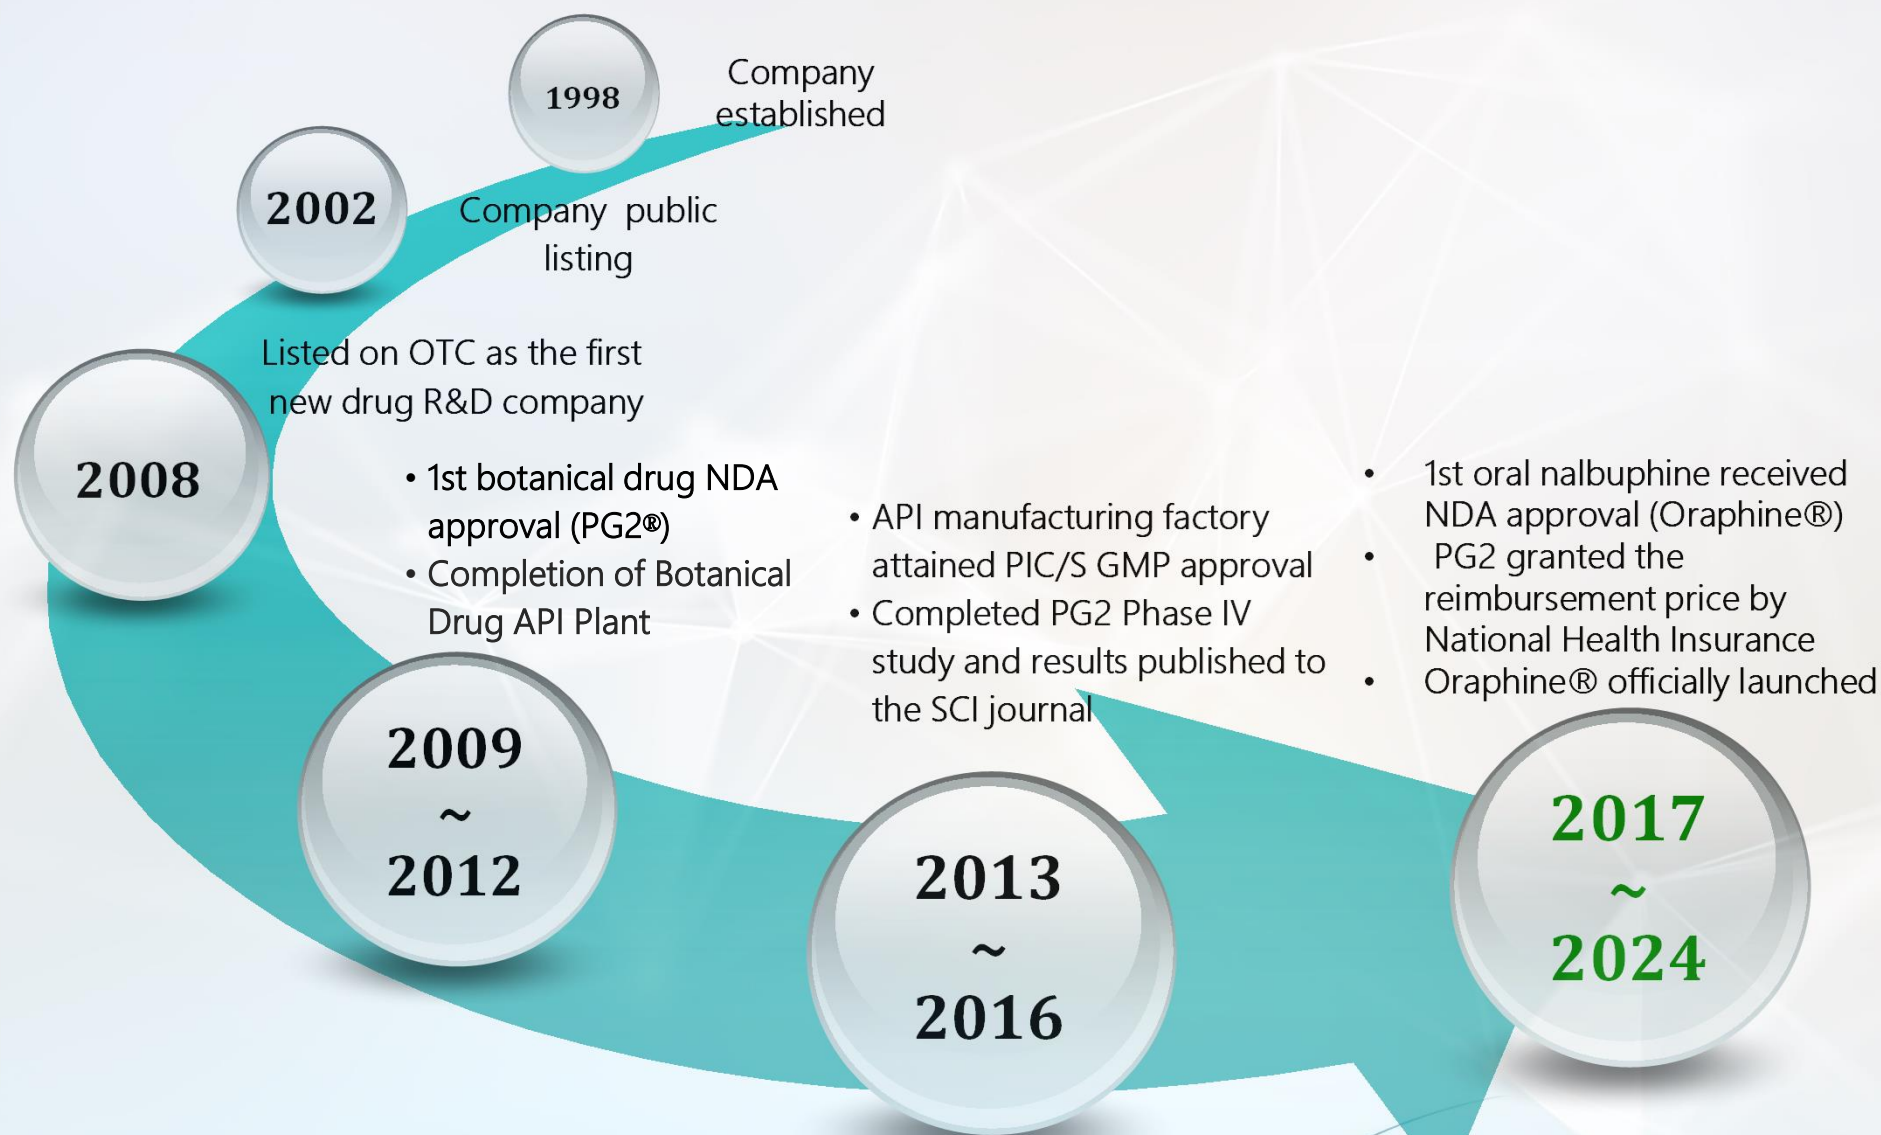 1998
Company
established
2002
Company public
listing
2008
Listed on OTC as the first
new drug R&D company
2009
~
2012
• 1st botanical drug NDA
approval (PG2®)
• Completion of Botanical
Drug API Plant
2013
~
2016
• API manufacturing factory
attained PIC/S GMP approval
• Completed PG2 Phase IV
study and results published to
the SCI journal
2017
~
2024
• 1st oral nalbuphine received
NDA approval (Oraphine®)
• PG2 granted the
reimbursement price by
National Health Insurance
• Oraphine® officially launched